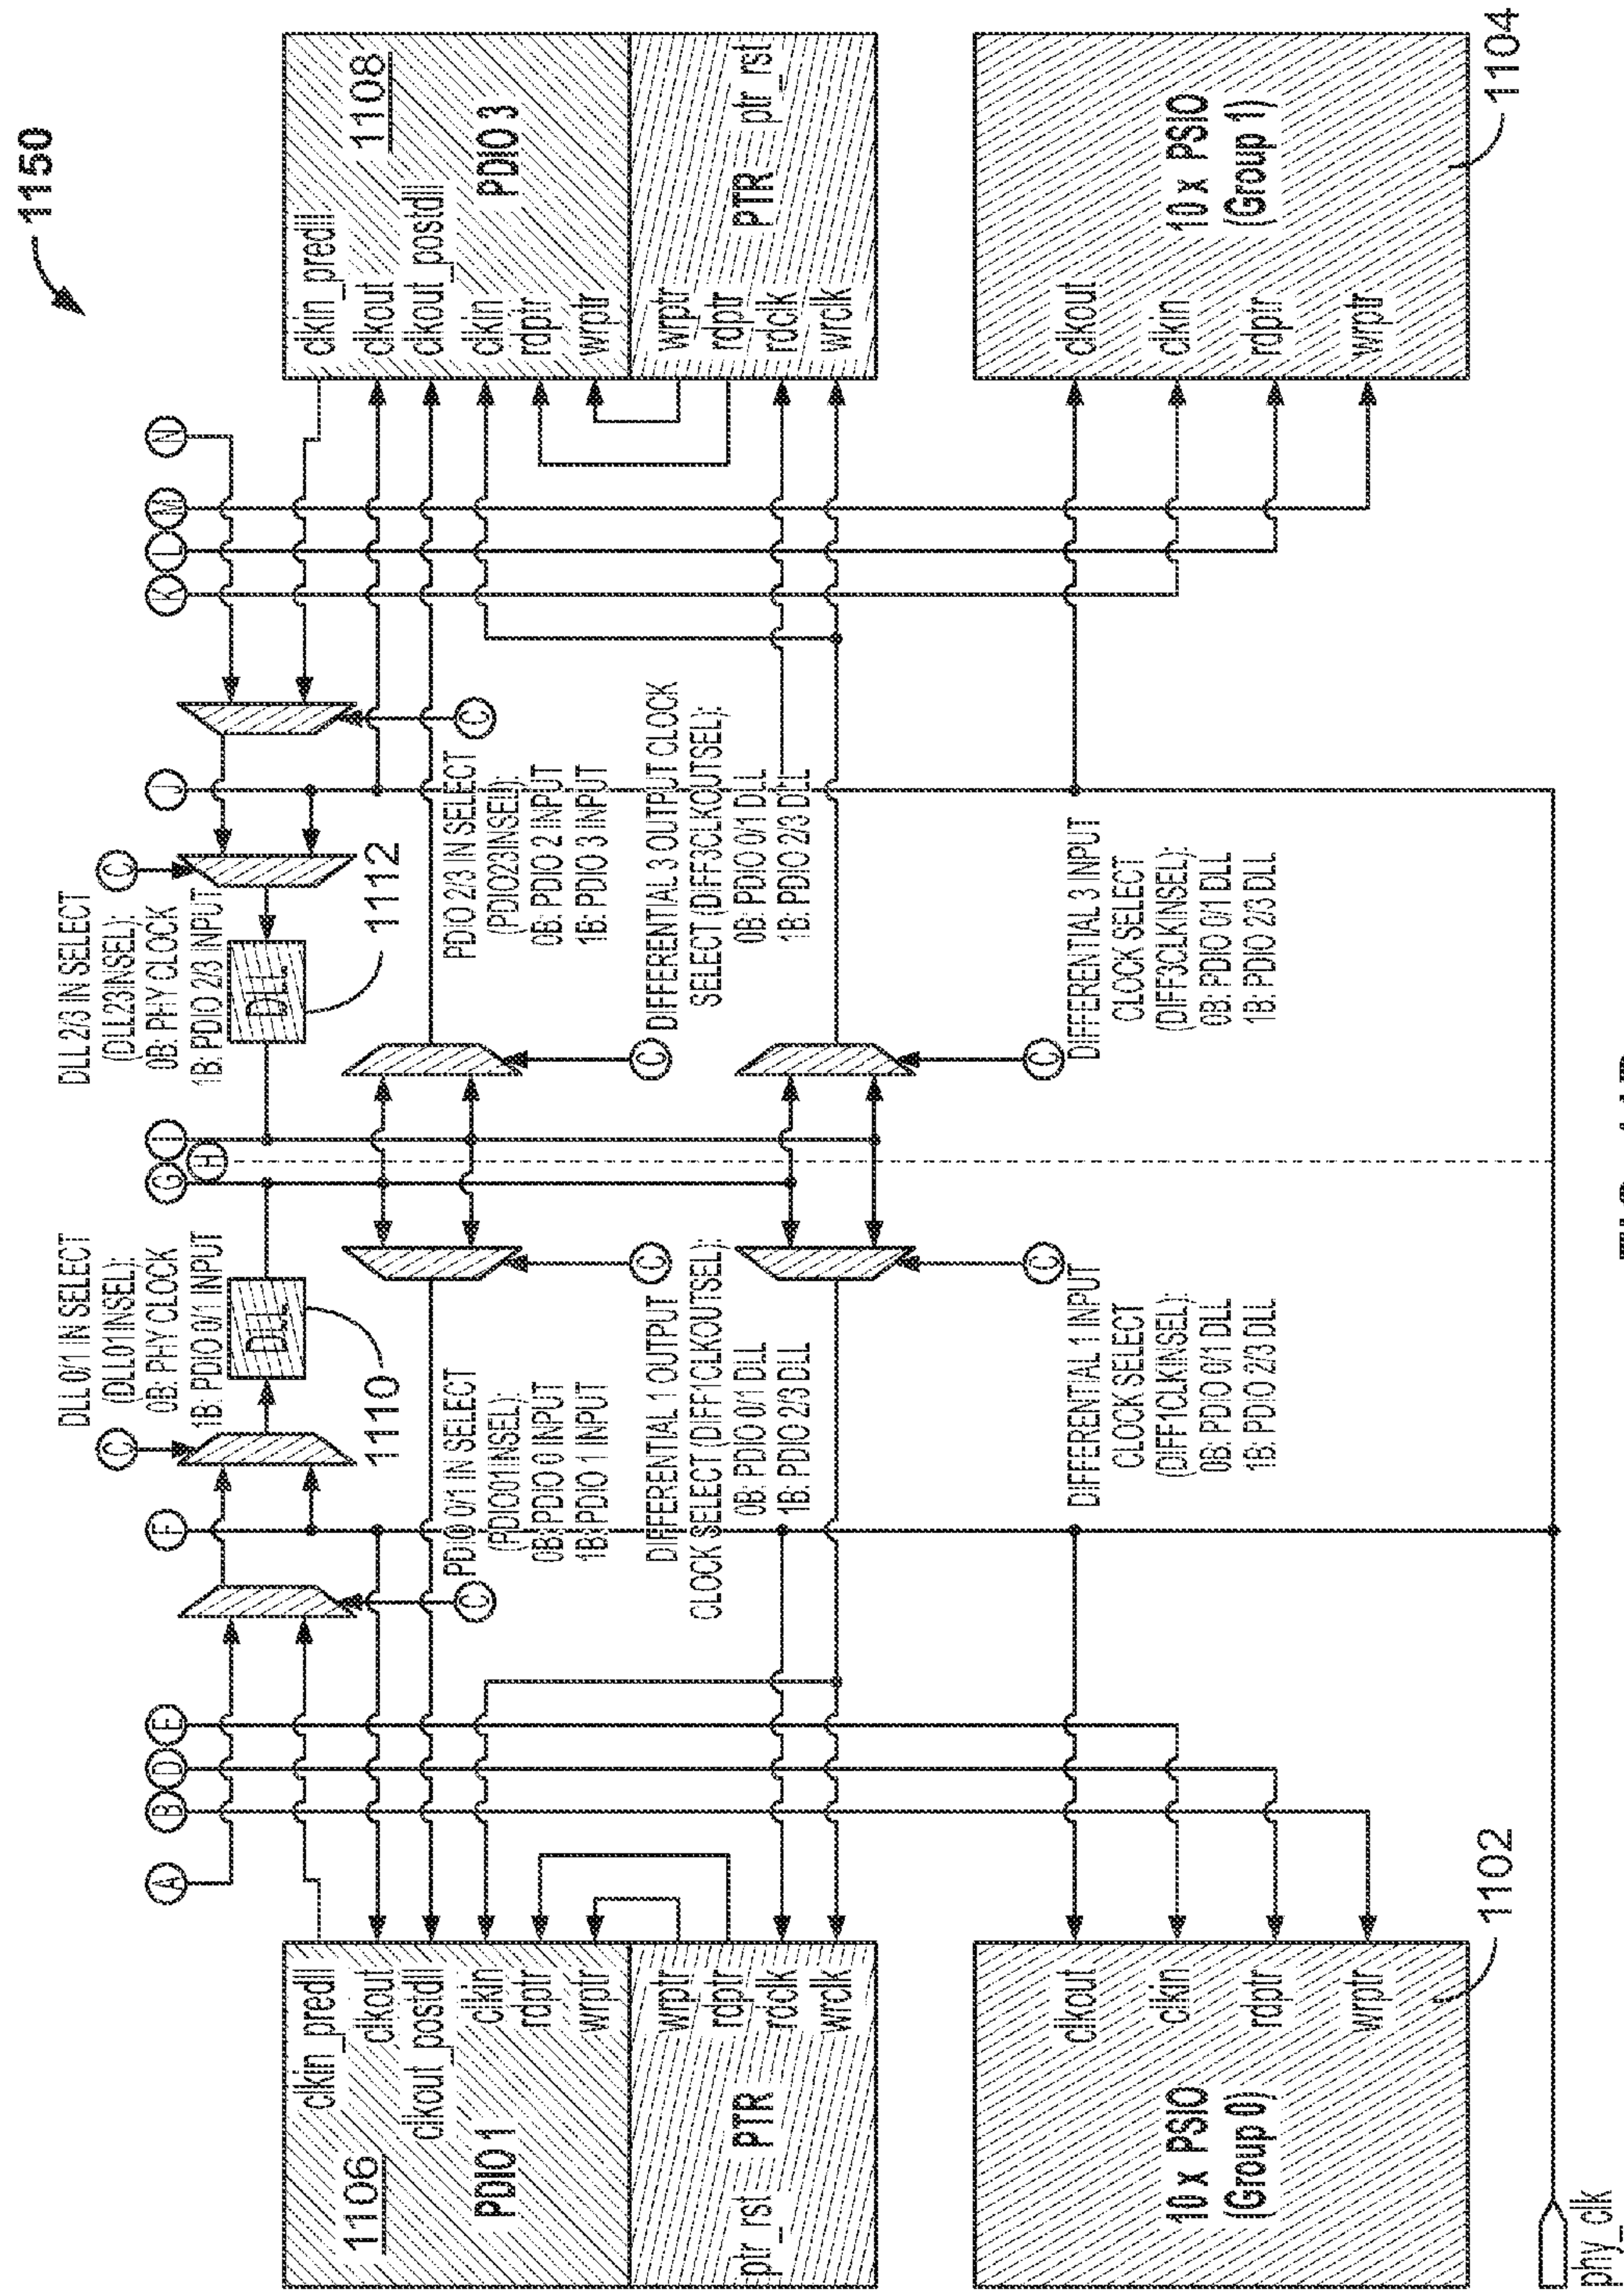 1150
A
B
D
E
F
G
H
I
J
K
L
M
N
DLL 0/1 IN SELECT
(DLL01INSEL):
0B: PHY CLOCK
1B: PDIO 0/1 INPUT
C
DLL
1110
DLL 2/3 IN SELECT
(DLL23INSEL):
0B: PHY CLOCK
1B: PDIO 2/3 INPUT
C
DLL
1112
1106
clkin_predll
clkout
clkout_postdll
clkin
rdptr
wrptr
PDIO 1
wrptr
rdptr
rdclk
wrclk
PTR
ptr_rst
C
PDIO 0/1 IN SELECT
(PDIO01INSEL):
0B: PDIO 0 INPUT
1B: PDIO 1 INPUT
C
DIFFERENTIAL 1 OUTPUT
CLOCK SELECT (DIFF1CLKOUTSEL):
0B: PDIO 0/1 DLL
1B: PDIO 2/3 DLL
C
DIFFERENTIAL 1 INPUT
CLOCK SELECT
(DIFF1CLKINSEL):
0B: PDIO 0/1 DLL
1B: PDIO 2/3 DLL
C
PDIO 2/3 IN SELECT
(PDIO23INSEL):
0B: PDIO 2 INPUT
1B: PDIO 3 INPUT
C
DIFFERENTIAL 3 OUTPUT CLOCK
SELECT (DIFF3CLKOUTSEL):
0B: PDIO 0/1 DLL
1B: PDIO 2/3 DLL
C
DIFFERENTIAL 3 INPUT
CLOCK SELECT
(DIFF3CLKINSEL):
0B: PDIO 0/1 DLL
1B: PDIO 2/3 DLL
1108
clkin_predll
clkout
clkout_postdll
clkin
rdptr
wrptr
PDIO 3
wrptr
rdptr
rdclk
wrclk
PTR
ptr_rst
10 x PSIO
(Group 0)
clkout
clkin
rdptr
wrptr
1102
10 x PSIO
(Group 1)
clkout
clkin
rdptr
wrptr
1104
phy_clk